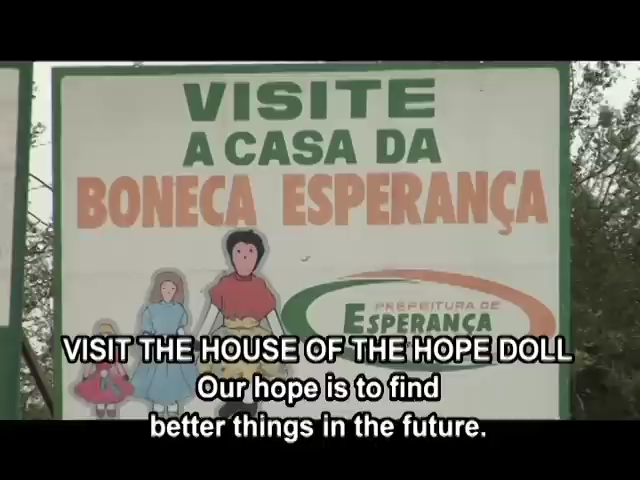 VISITE
A CASA DA
BONECA ESPERANÇA
PREFEITURA DE
ESPERANÇA
VISIT THE HOUSE OF THE HOPE DOLL
Our hope is to find
better things in the future.